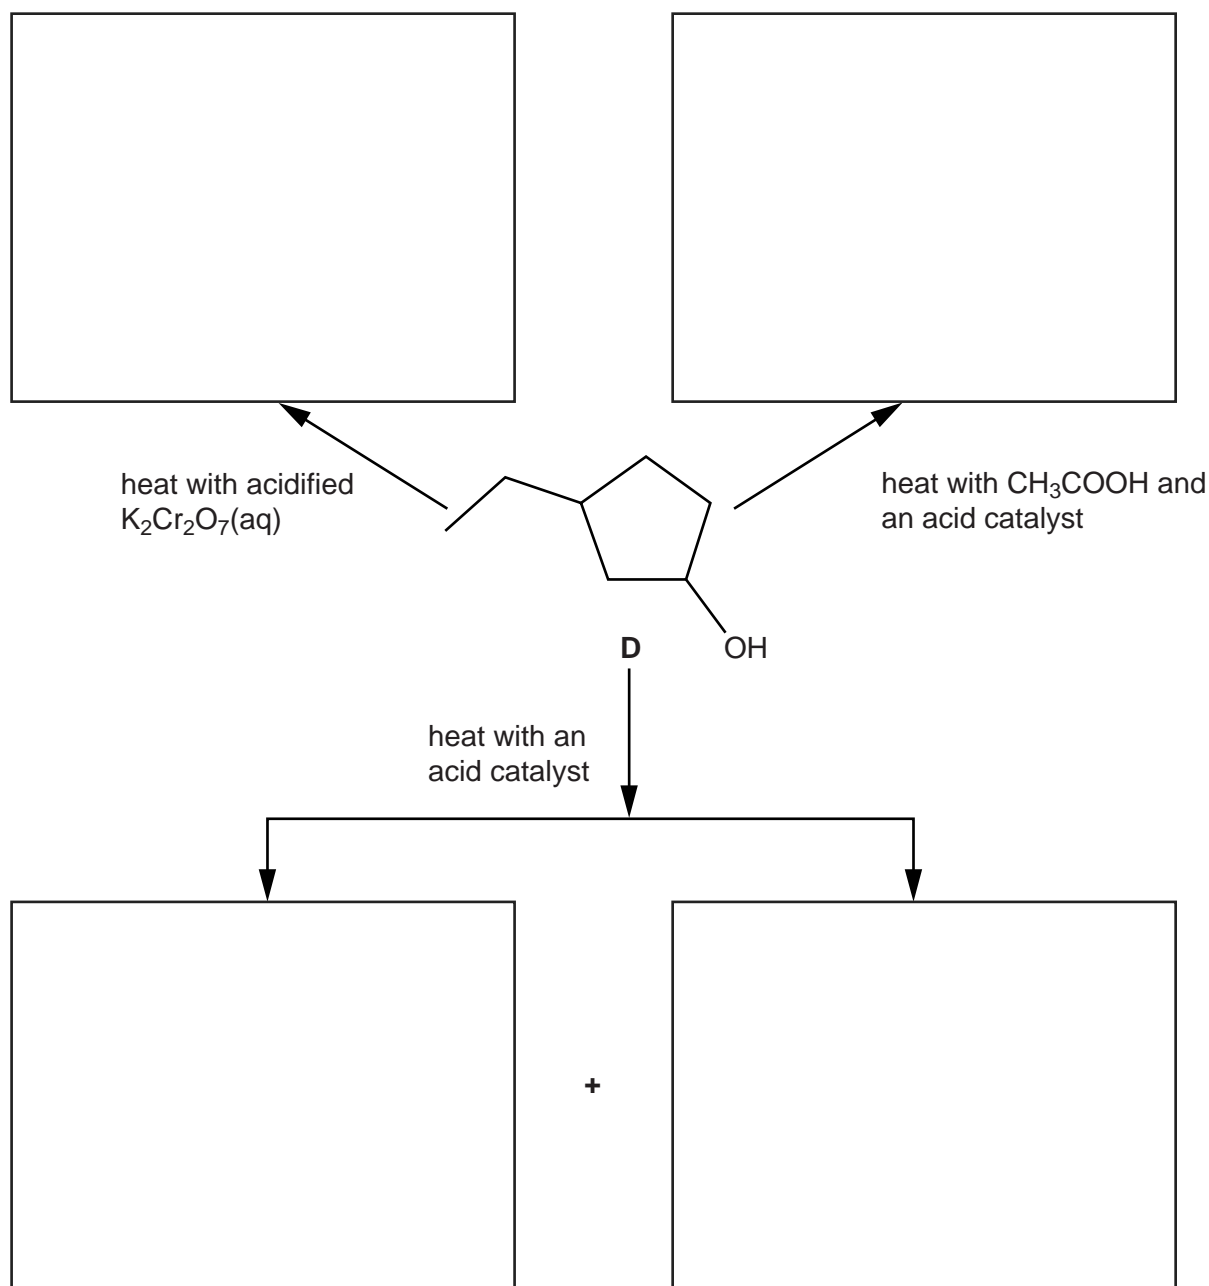 heat with acidified
K₂Cr₂O₇(aq)
heat with CH₃COOH and
an acid catalyst
D
OH
heat with an
acid catalyst
+